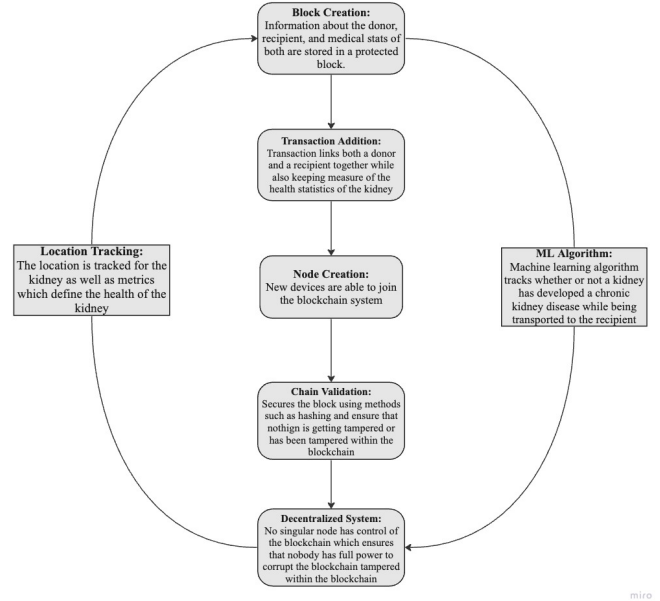 Block Creation:
Information about the donor,
recipient, and medical stats of
both are stored in a protected
block.
Transaction Addition:
Transaction links both a donor
and a recipient together while
also keeping measure of the
health statistics of the kidney
Location Tracking:
The location is tracked for the
kidney as well as metrics
which define the health of the
kidney
Node Creation:
New devices are able to join
the blockchain system
ML Algorithm:
Machine learning algorithm
tracks whether or not a kidney
has developed a chronic
kidney disease while being
transported to the recipient
Chain Validation:
Secures the block using methods
such as hashing and ensure that
nothign is getting tampered or
has been tampered within the
blockchain
Decentralized System:
No singular node has control of
the blockchain which ensures
that nobody has full power to
corrupt the blockchain tampered
within the blockchain
miro